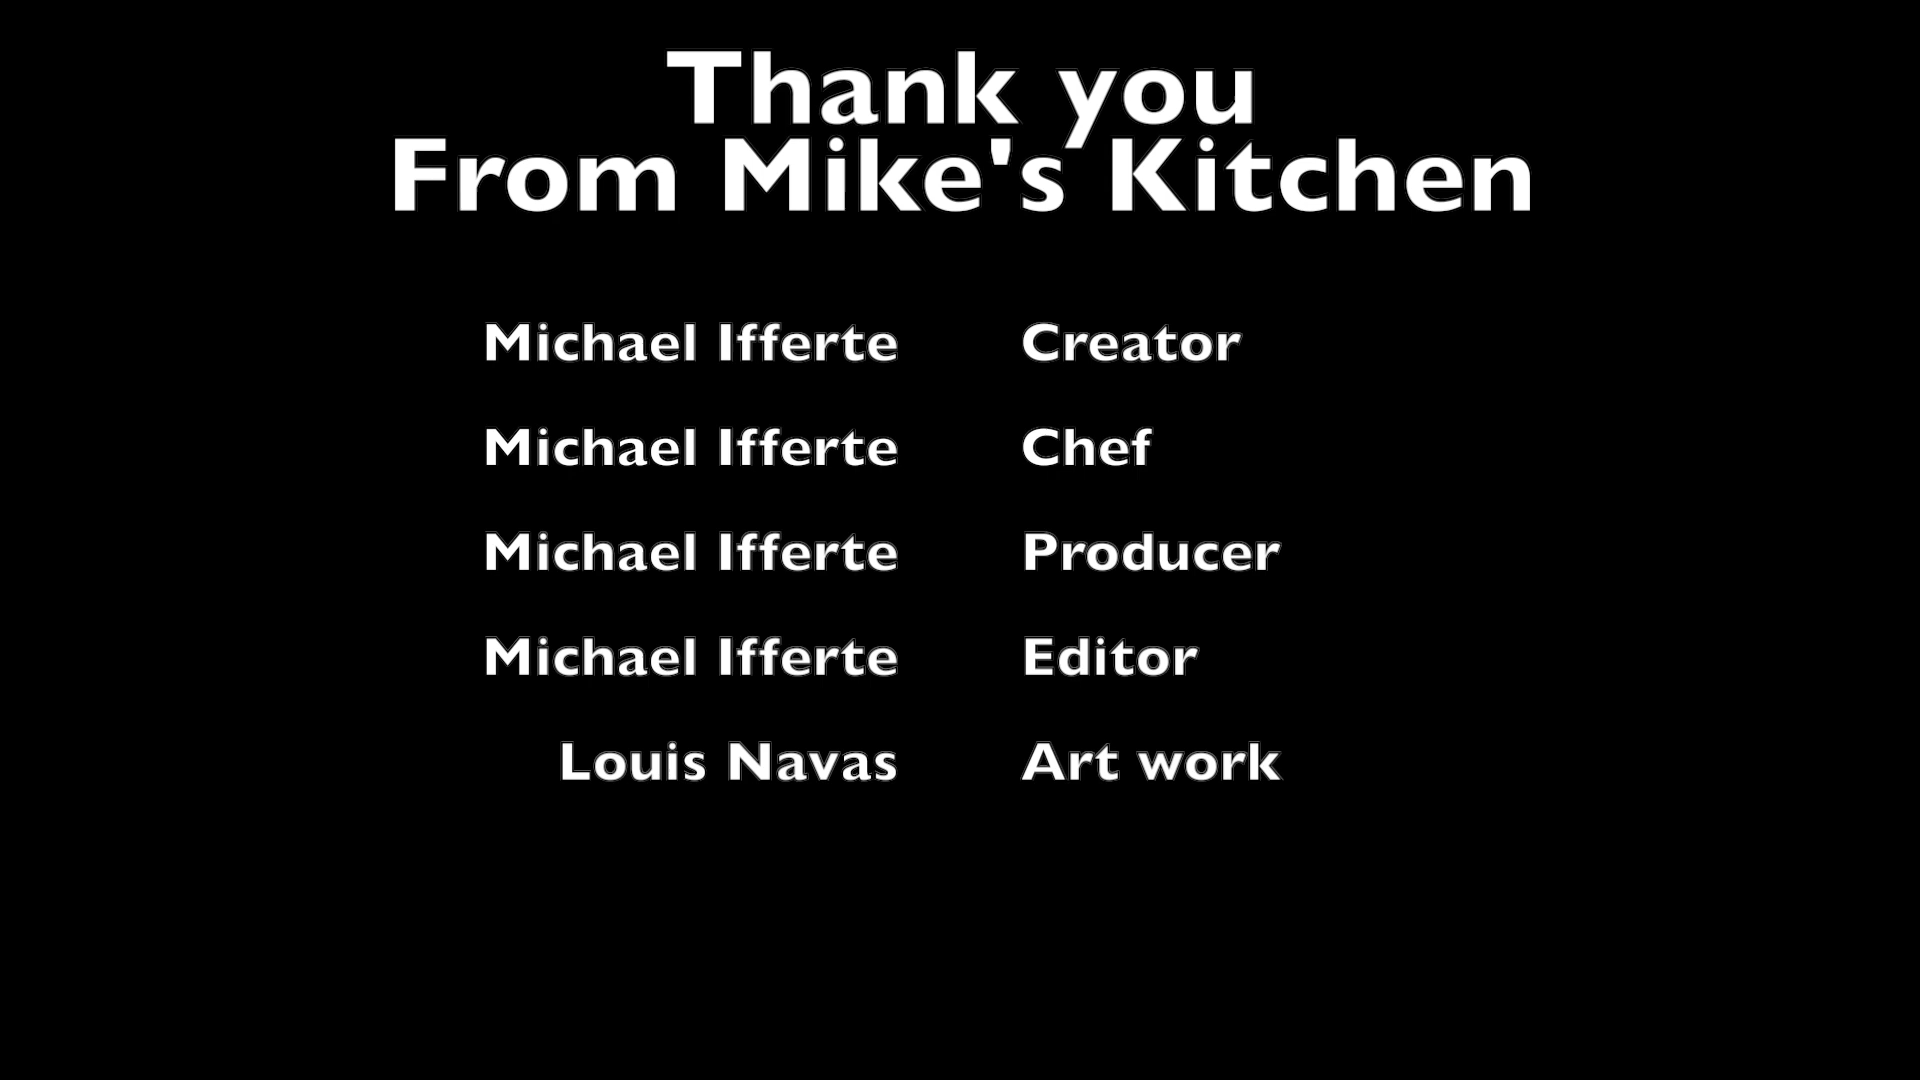 Thank you
From Mike's Kitchen
Michael Ifferte Creator
Michael Ifferte Chef
Michael Ifferte Producer
Michael Ifferte Editor
Louis Navas Art work